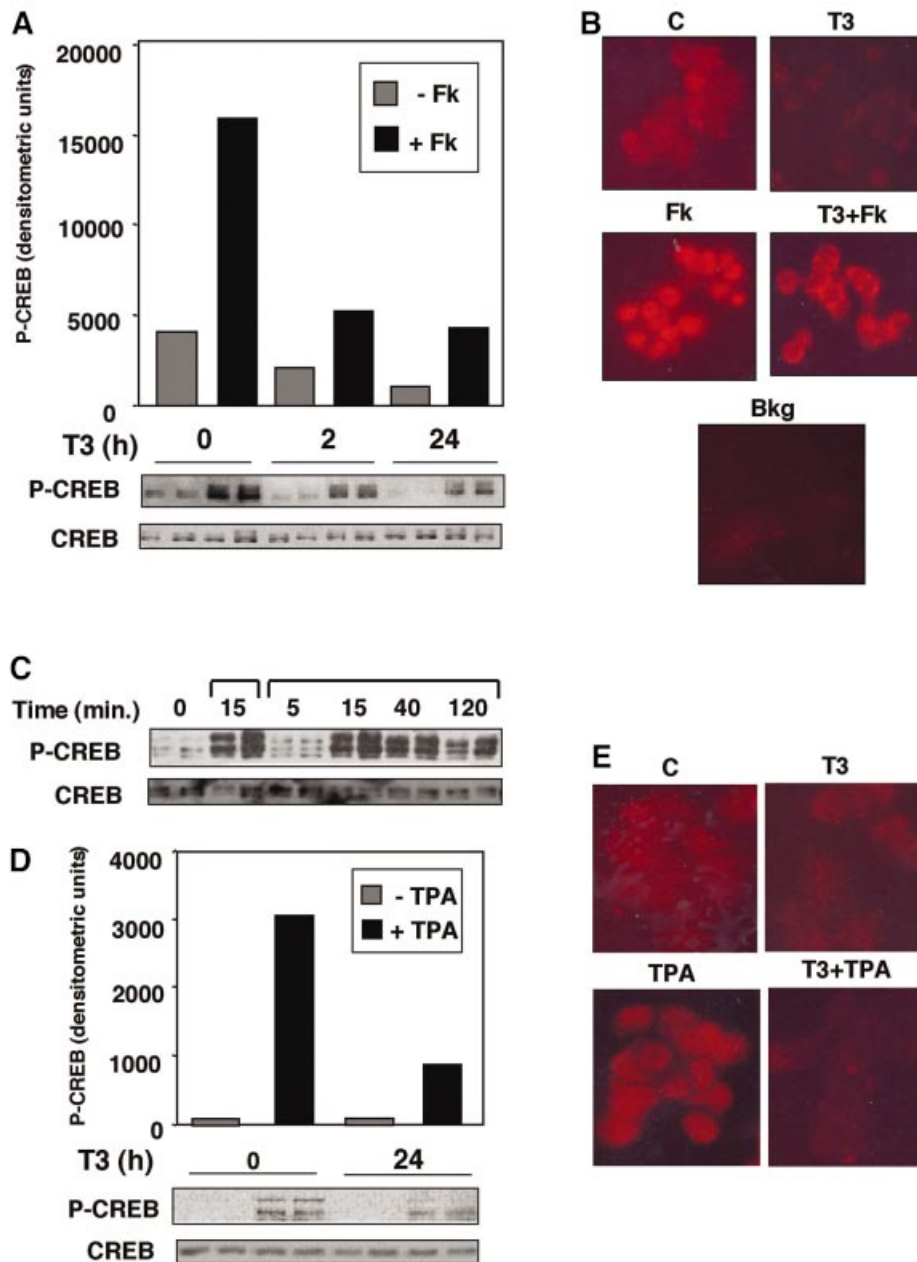 A
20000
15000
10000
5000
0
P-CREB (densitometric units)
- Fk
+ Fk
T3 (h)
0 2 24
P-CREB
CREB
B
C T3
Fk T3+Fk
Bkg
C
Time (min.) 0 15 5 15 40 120
P-CREB
CREB
D
4000
3000
2000
1000
0
P-CREB (densitometric units)
- TPA
+ TPA
T3 (h)
0 24
P-CREB
CREB
E
C T3
TPA T3+TPA